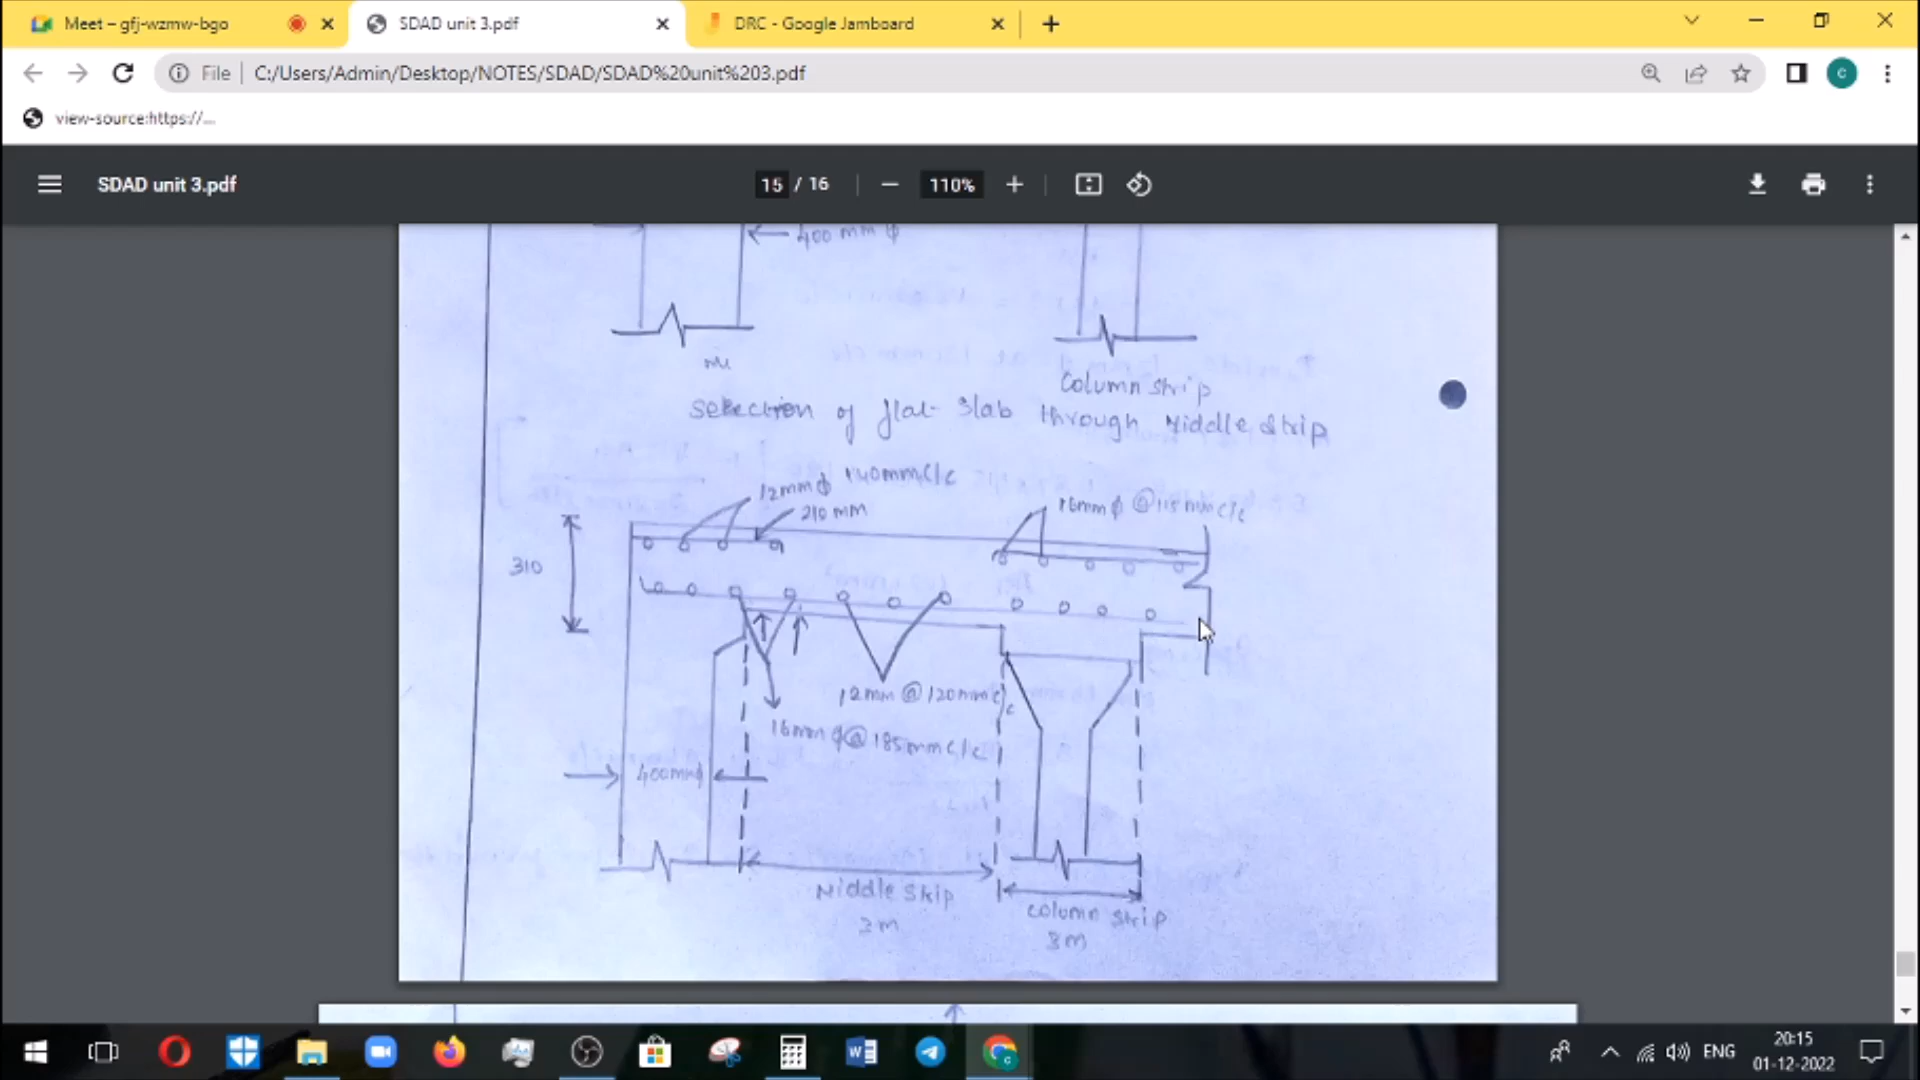 Meet – gfj-wzmw-bgo
SDAD unit 3.pdf
DRC - Google Jamboard
File
C:/Users/Admin/Desktop/NOTES/SDAD/SDAD%20unit%203.pdf
c
view-source:https://...
SDAD unit 3.pdf
15 / 16
110%
400 mm ϕ
Column strip
Selection of flat slab through Middle strip
12mm ϕ 140mm c/c
210 mm
16mm ϕ @ 115mm c/c
310
12mm @ 120mm c/c
16mm ϕ @ 185mm c/c
400mmϕ
Middle strip
3m
column strip
3m
ENG
20:15
01-12-2022